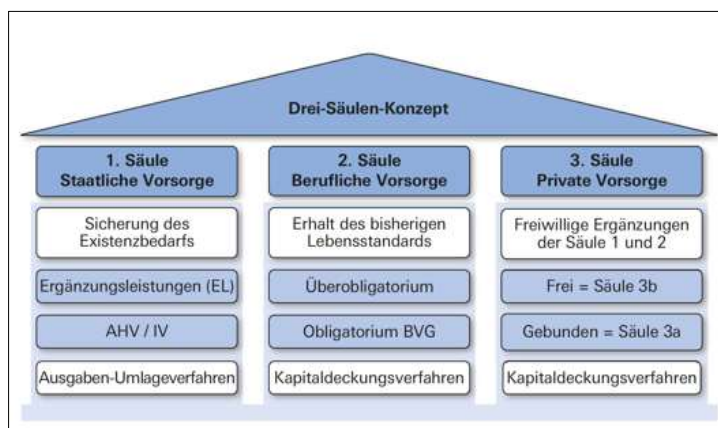 Drei-Säulen-Konzept
1. Säule
Staatliche Vorsorge
Sicherung des
Existenzbedarfs
Ergänzungsleistungen (EL)
AHV / IV
Ausgaben-Umlageverfahren
2. Säule
Berufliche Vorsorge
Erhalt des bisherigen
Lebensstandards
Überobligatorium
Obligatorium BVG
Kapitaldeckungsverfahren
3. Säule
Private Vorsorge
Freiwillige Ergänzungen
der Säule 1 und 2
Frei = Säule 3b
Gebunden = Säule 3a
Kapitaldeckungsverfahren